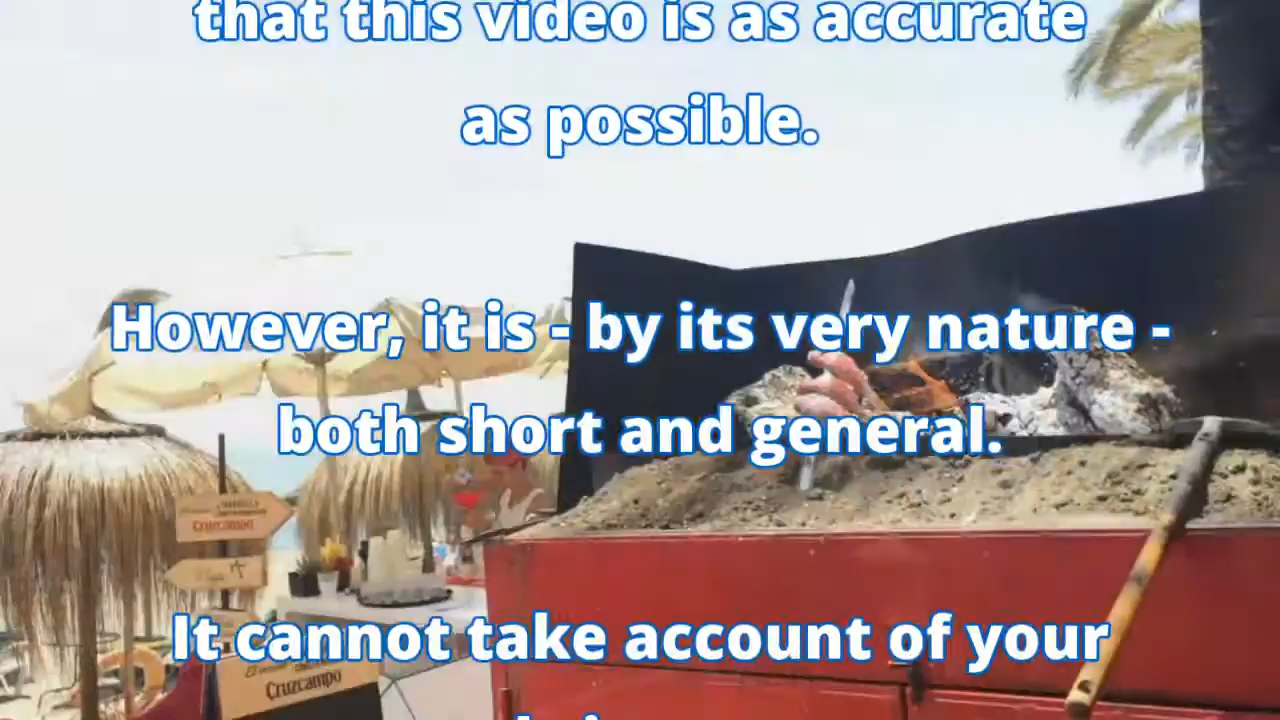 that this video is as accurate
as possible.
However, it is - by its very nature -
both short and general.
Cruzcampo
It cannot take account of your
Cruzcampo